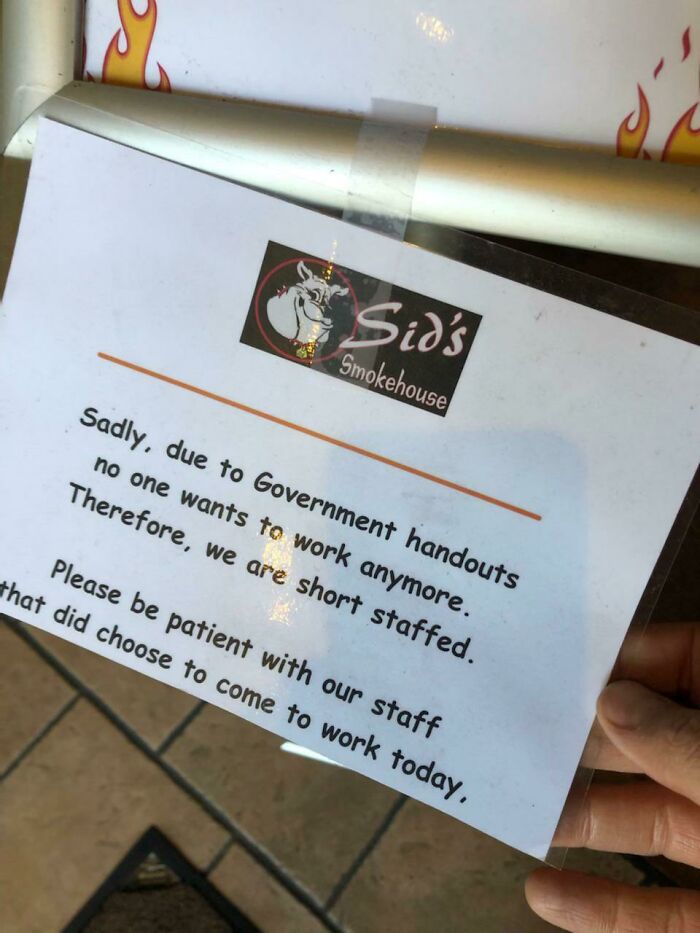 Sid's
Smokehouse
Sadly, due to Government handouts
no one wants to work anymore.
Therefore, we are short staffed.
Please be patient with our staff
that did choose to come to work today,